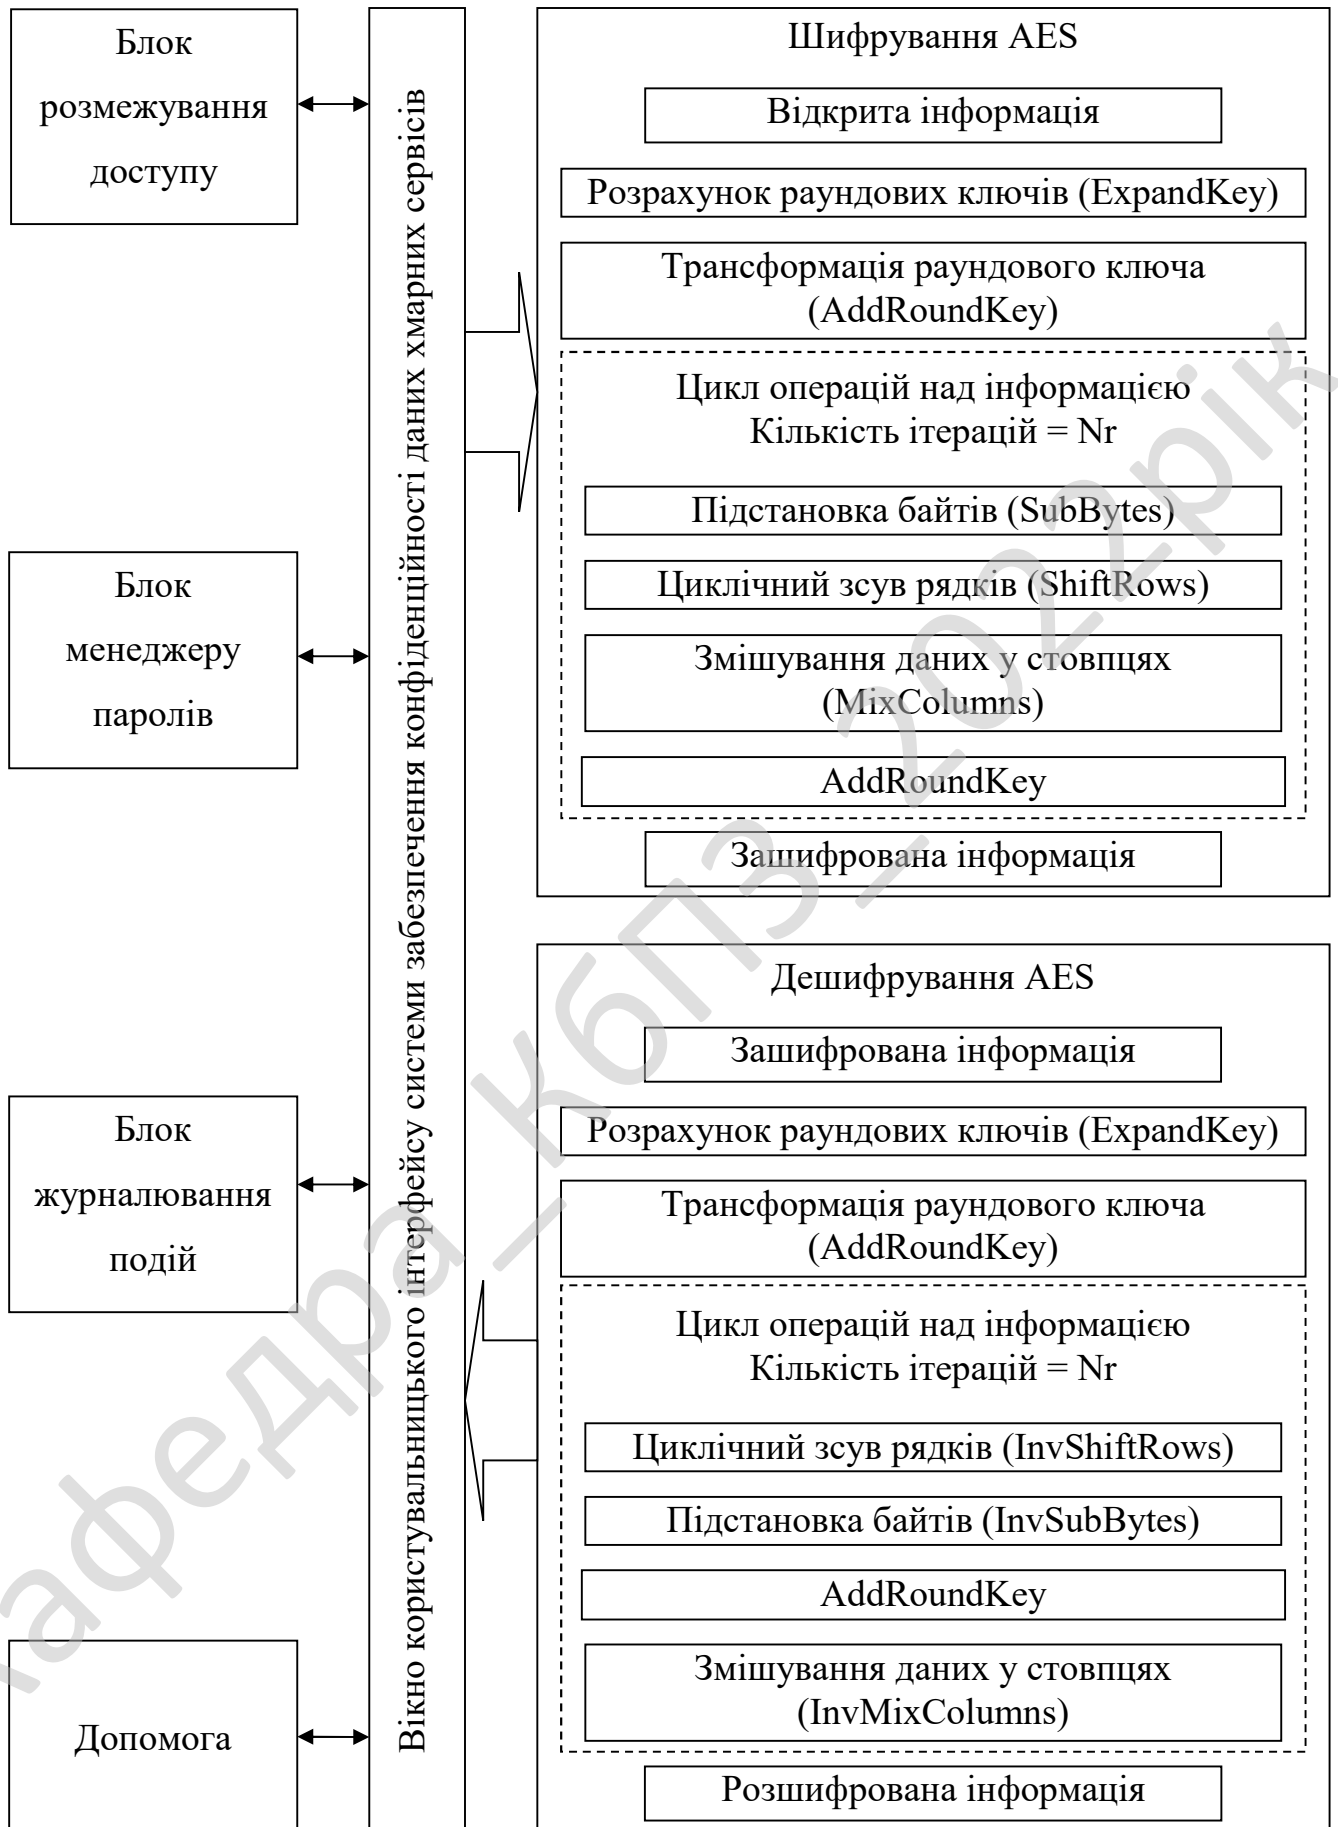 Блок
розмежування
доступу
Блок
менеджеру
паролів
Блок
журналювання
подій
Допомога
Вікно користувальницького інтерфейсу системи забезпечення конфіденційності даних хмарних сервісів
Шифрування AES
Відкрита інформація
Розрахунок раундових ключів (ExpandKey)
Трансформація раундового ключа
(AddRoundKey)
Цикл операцій над інформацією
Кількість ітерацій = Nr
Підстановка байтів (SubBytes)
Циклічний зсув рядків (ShiftRows)
Змішування даних у стовпцях
(MixColumns)
AddRoundKey
Зашифрована інформація
Дешифрування AES
Зашифрована інформація
Розрахунок раундових ключів (ExpandKey)
Трансформація раундового ключа
(AddRoundKey)
Цикл операцій над інформацією
Кількість ітерацій = Nr
Циклічний зсув рядків (InvShiftRows)
Підстановка байтів (InvSubBytes)
AddRoundKey
Змішування даних у стовпцях
(InvMixColumns)
Розшифрована інформація
кафедра_КбПЗ_2022рік